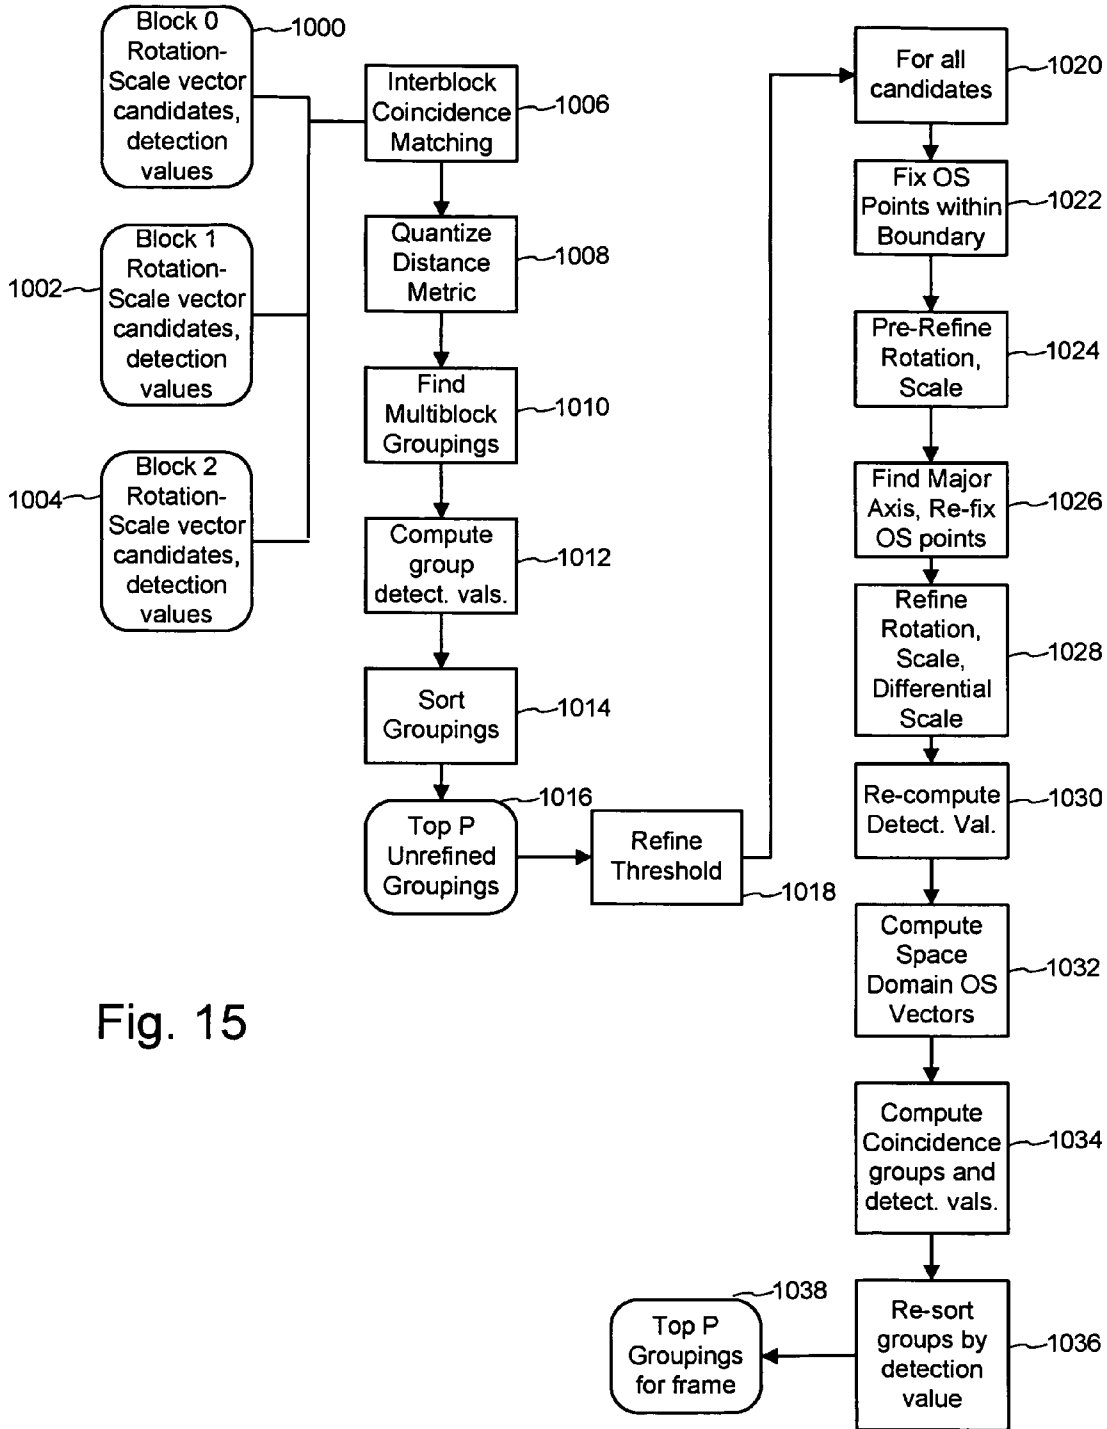 Block 0
Rotation-
Scale vector
candidates,
detection
values
1000
Block 1
Rotation-
Scale vector
candidates,
detection
values
1002
Block 2
Rotation-
Scale vector
candidates,
detection
values
1004
Interblock
Coincidence
Matching
1006
Quantize
Distance
Metric
1008
Find
Multiblock
Groupings
1010
Compute
group
detect. vals.
1012
Sort
Groupings
1014
Top P
Unrefined
Groupings
1016
Refine
Threshold
1018
For all
candidates
1020
Fix OS
Points within
Boundary
1022
Pre-Refine
Rotation,
Scale
1024
Find Major
Axis, Re-fix
OS points
1026
Refine
Rotation,
Scale,
Differential
Scale
1028
Re-compute
Detect. Val.
1030
Compute
Space
Domain OS
Vectors
1032
Compute
Coincidence
groups and
detect. vals.
1034
Re-sort
groups by
detection
value
1036
Top P
Groupings
for frame
1038
Fig. 15